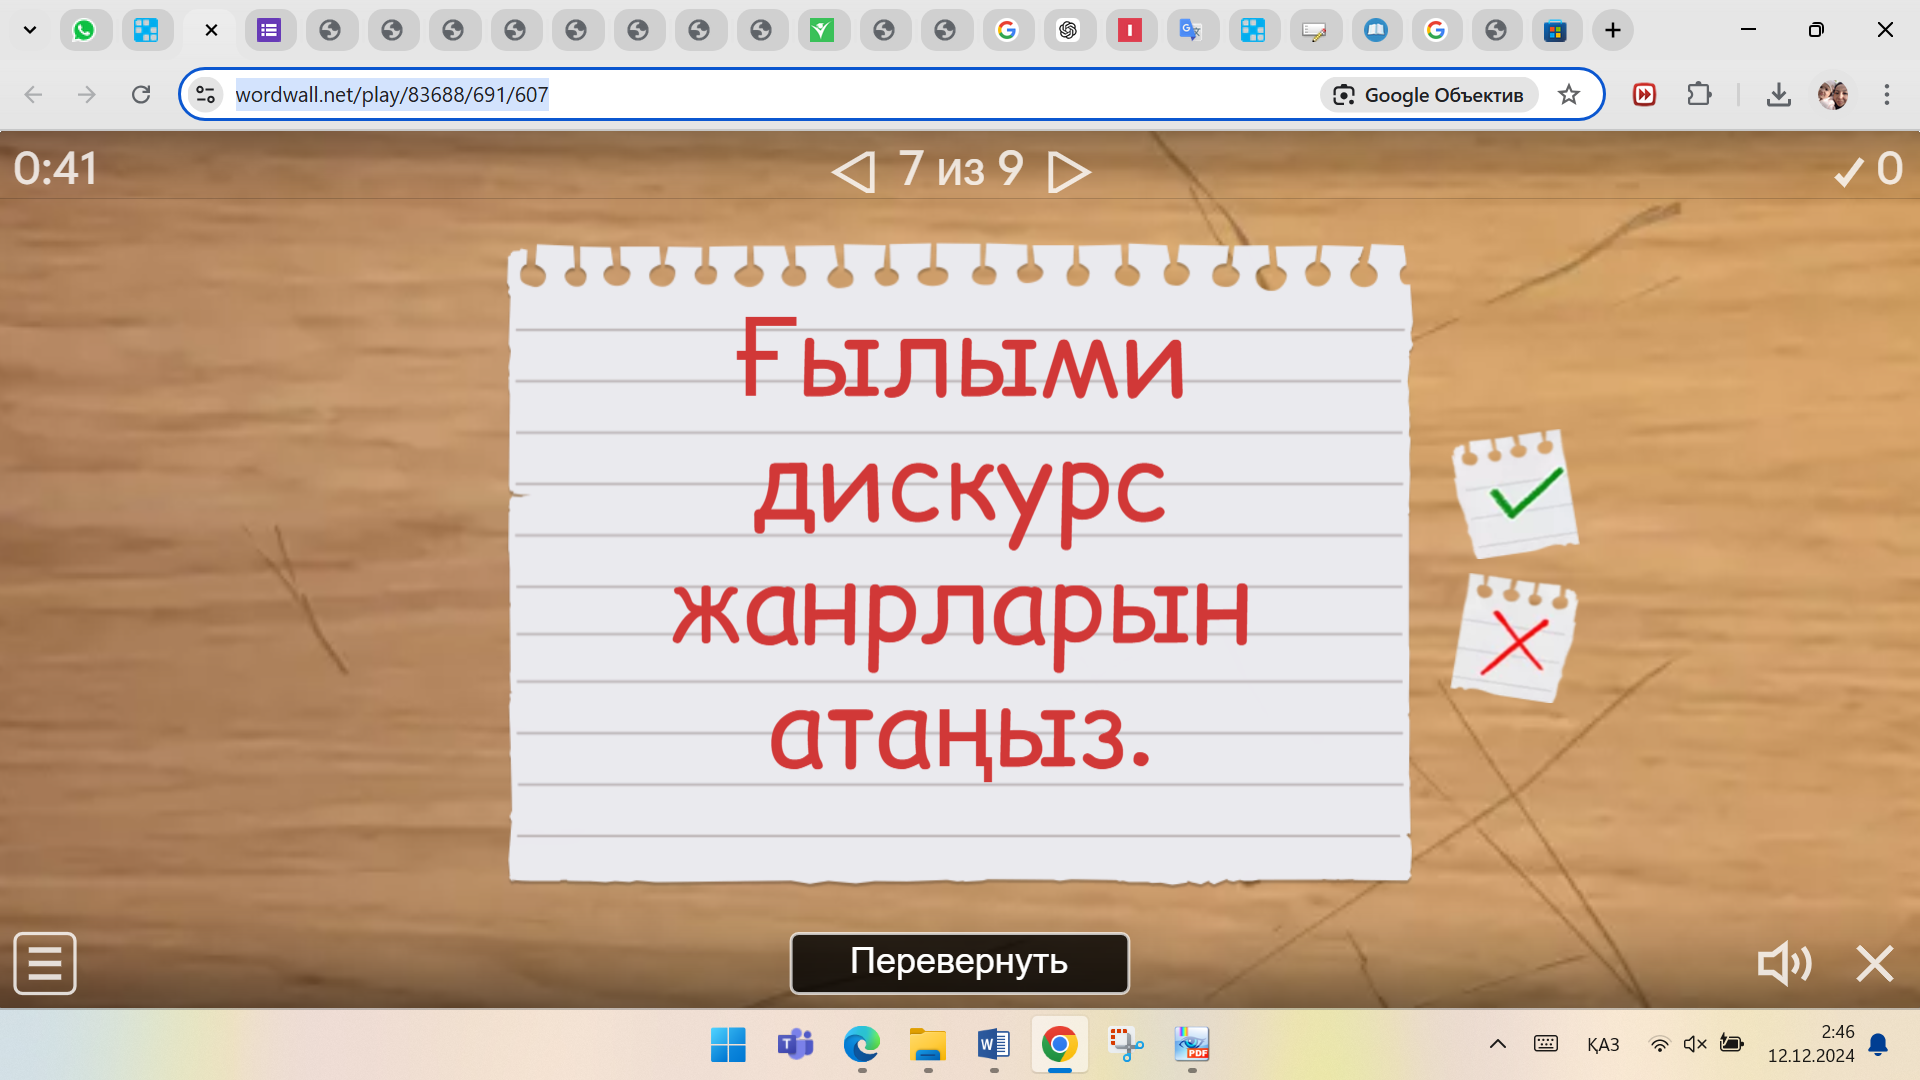 wordwall.net/play/83688/691/607
Google Объектив
0:41
7 из 9
0
Ғылыми
дискурс
жанрларын
атаңыз.
Перевернуть
ҚАЗ
2:46
12.12.2024